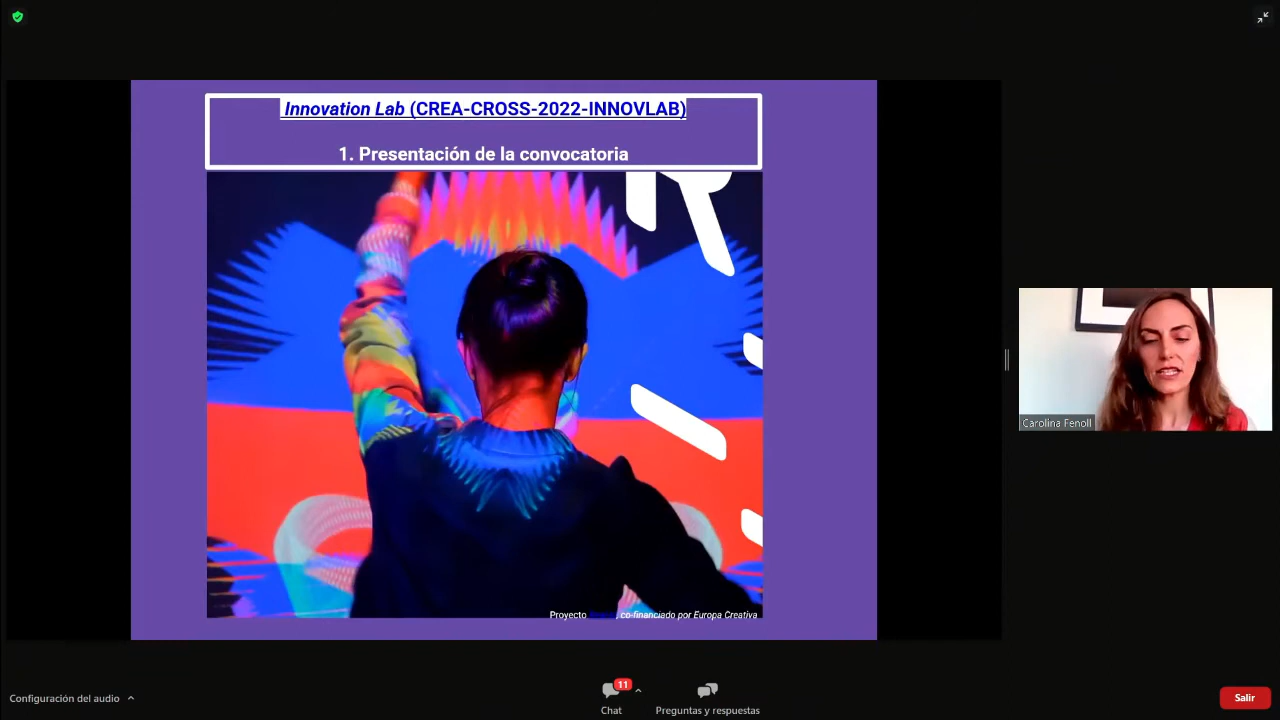 Innovation Lab (CREA-CROSS-2022-INNOVLAB)
1. Presentación de la convocatoria
R
Proyecto , co-financiado por Europa Creativa
Carolina Fenoll
Configuración del audio
11
Chat
Preguntas y respuestas
Salir